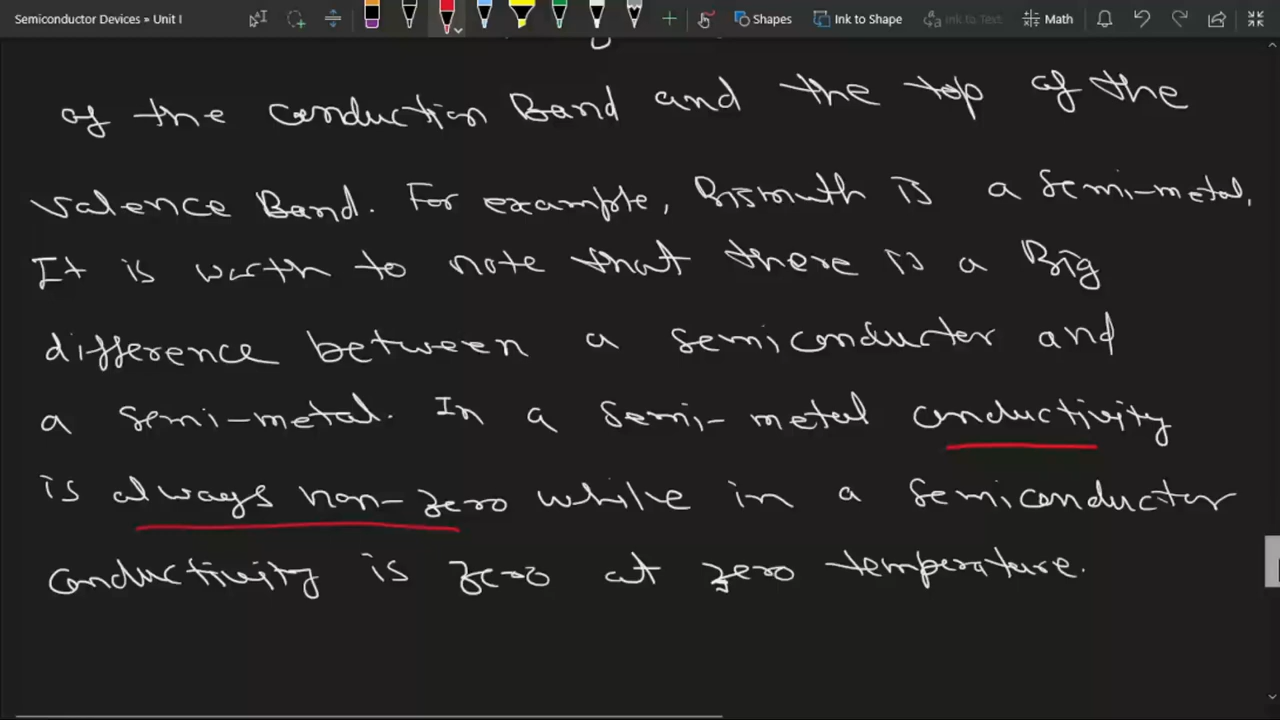 Semiconductor Devices » Unit I
Shapes
Ink to Shape
Ink to Text
Math
of the conduction Band and the top of the
valence Band. For example, Bismuth is a semi-metal.
It is worth to note that there is a Big
difference between a semiconductor and
a semi-metal. In a semi-metal conductivity
is always non-zero while in a semiconductor
conductivity is zero at zero temperature.